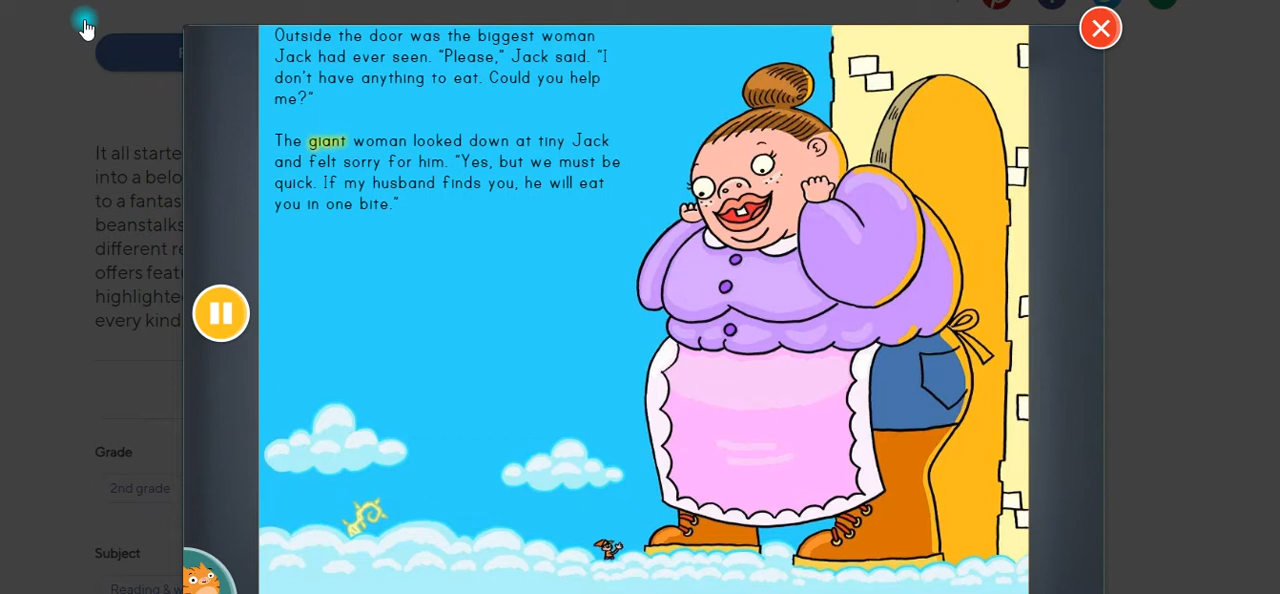 Outside the door was the biggest woman
Jack had ever seen. “Please,” Jack said. “I
don’t have anything to eat. Could you help
me?”
The giant woman looked down at tiny Jack
and felt sorry for him. “Yes, but we must be
quick. If my husband finds you, he will eat
you in one bite.”
It all starte
into a belo
to a fantas
beanstalks
different re
offers featu
highlighte
every kind
Grade
2nd grade
Subject
Reading & w